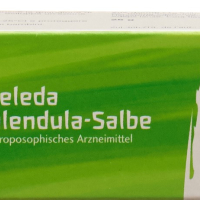 eleda
lendula-Salbe
roposophisches Arzneimittel